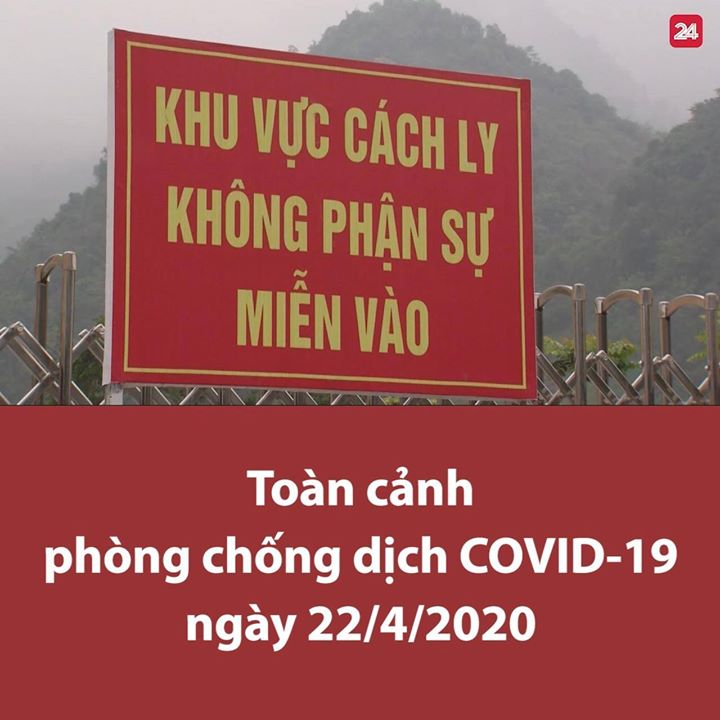 24
KHU VỰC CÁCH LY
KHÔNG PHẬN SỰ
MIỄN VÀO
Toàn cảnh
phòng chống dịch COVID-19
ngày 22/4/2020